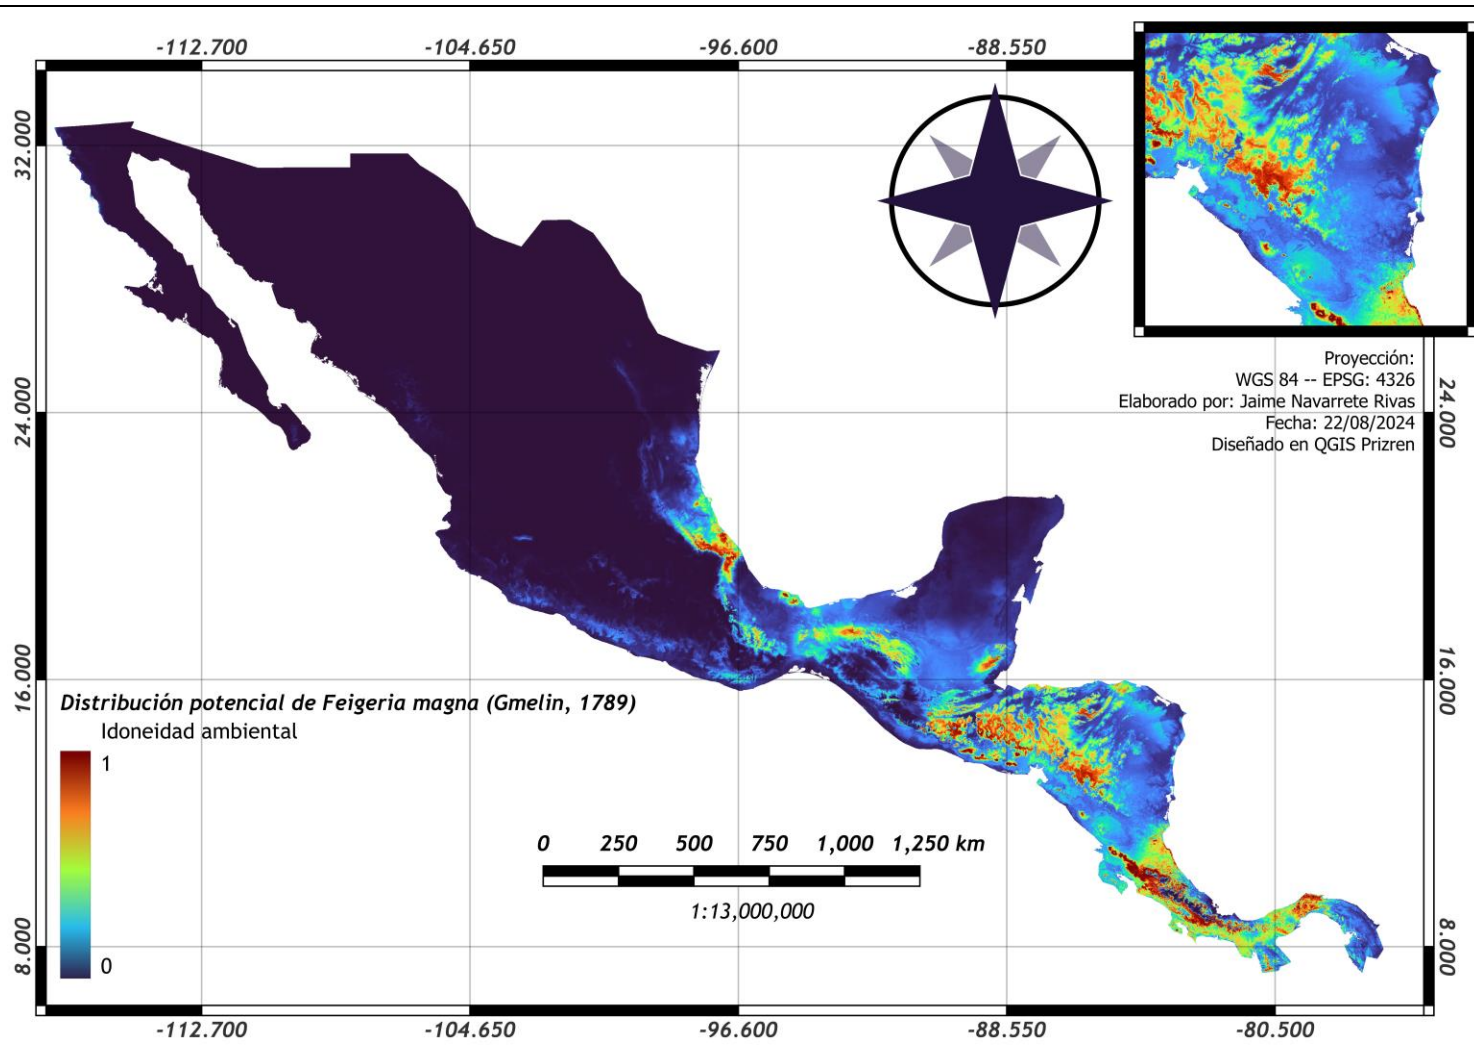 -112.700 -104.650 -96.600 -88.550
32.000
24.000
16.000
8.000
Proyección:
WGS 84 -- EPSG: 4326
Elaborado por: Jaime Navarrete Rivas
Fecha: 22/08/2024
Diseñado en QGIS Prizren
24.000
16.000
8.000
Distribución potencial de Feigeria magna (Gmelin, 1789)
Idoneidad ambiental
1
0
0 250 500 750 1,000 1,250 km
1:13,000,000
-112.700 -104.650 -96.600 -88.550 -80.500